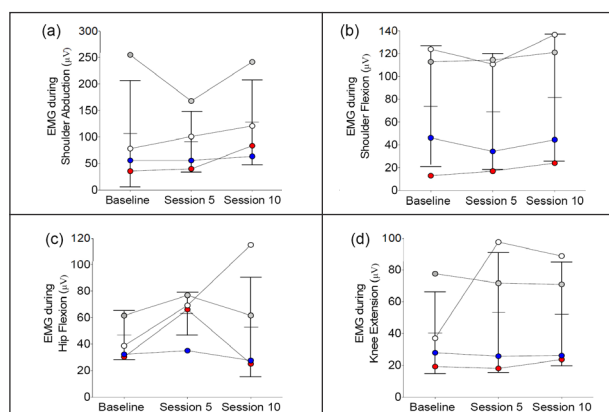 (a)
EMG during
Shoulder Abduction (µV)
300
250
200
150
100
50
0
Baseline Session 5 Session 10
(b)
EMG during
Shoulder Flexion (µV)
140
120
100
80
60
40
20
0
Baseline Session 5 Session 10
(c)
EMG during
Hip Flexion (µV)
120
100
80
60
40
20
0
Baseline Session 5 Session 10
(d)
EMG during
Knee Extension (µV)
100
80
60
40
20
0
Baseline Session 5 Session 10